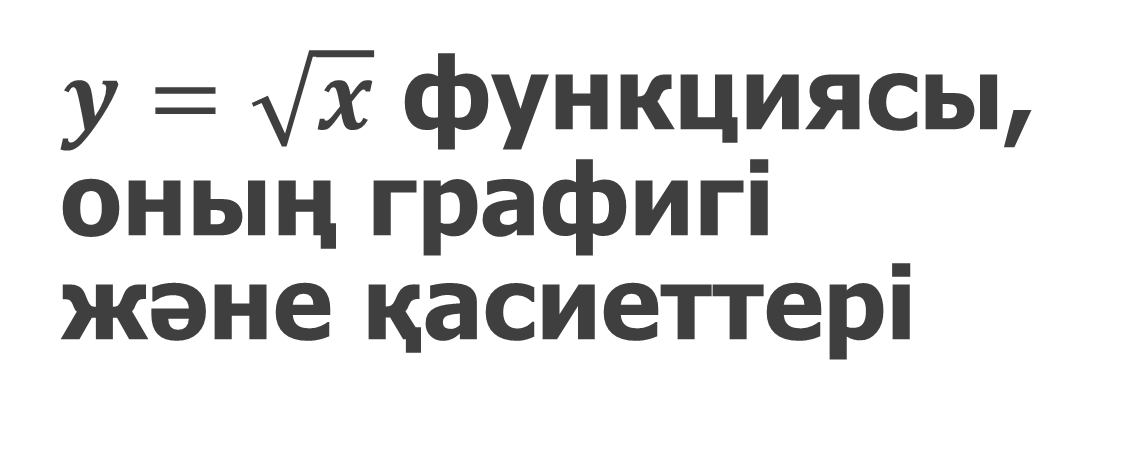 y = √x функциясы,
оның графигі
және қасиеттері